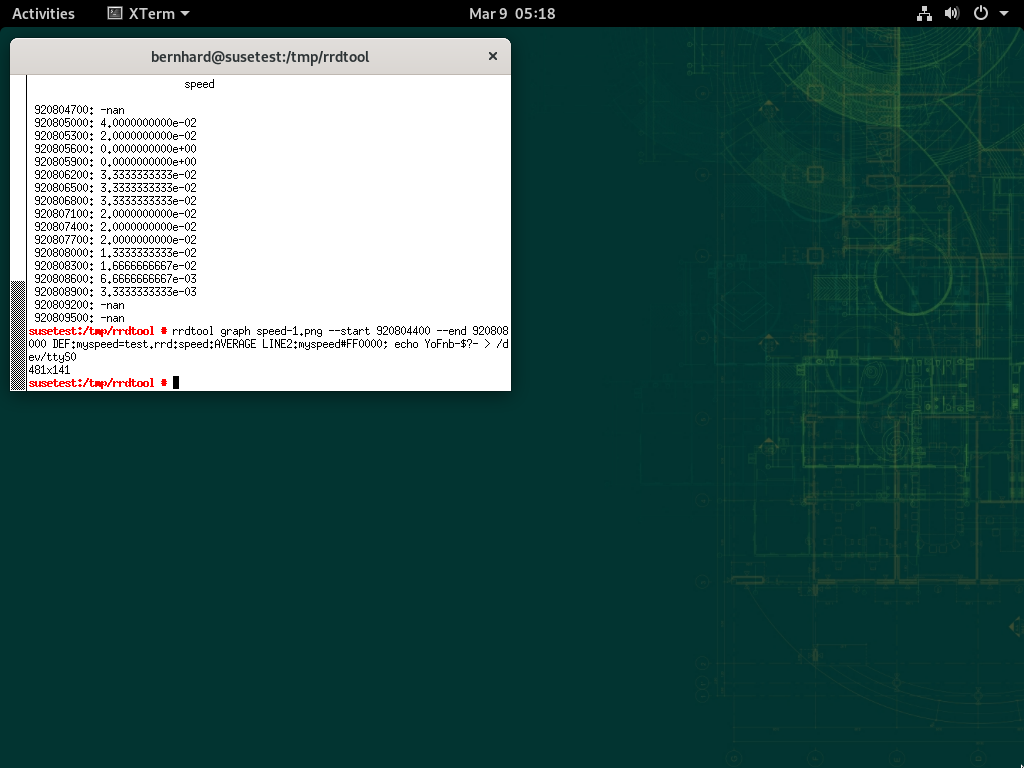 Activities XTerm Mar 9 05:18
bernhard@susetest:/tmp/rrdtool
speed
920804700: -nan
920805000: 4.0000000000e-02
920805300: 2.0000000000e-02
920805600: 0.0000000000e+00
920805900: 0.0000000000e+00
920806200: 3.3333333333e-02
920806500: 3.3333333333e-02
920806800: 3.3333333333e-02
920807100: 2.0000000000e-02
920807400: 2.0000000000e-02
920807700: 2.0000000000e-02
920808000: 1.3333333333e-02
920808300: 1.6666666667e-02
920808600: 6.6666666667e-03
920808900: 3.3333333333e-03
920809200: -nan
920809500: -nan
susetest:/tmp/rrdtool # rrdtool graph speed-1.png --start 920804400 --end 920808
000 DEF:myspeed=test.rrd:speed:AVERAGE LINE2:myspeed#FF0000; echo YoFnb-$?- > /d
ev/ttyS0
481x141
susetest:/tmp/rrdtool #